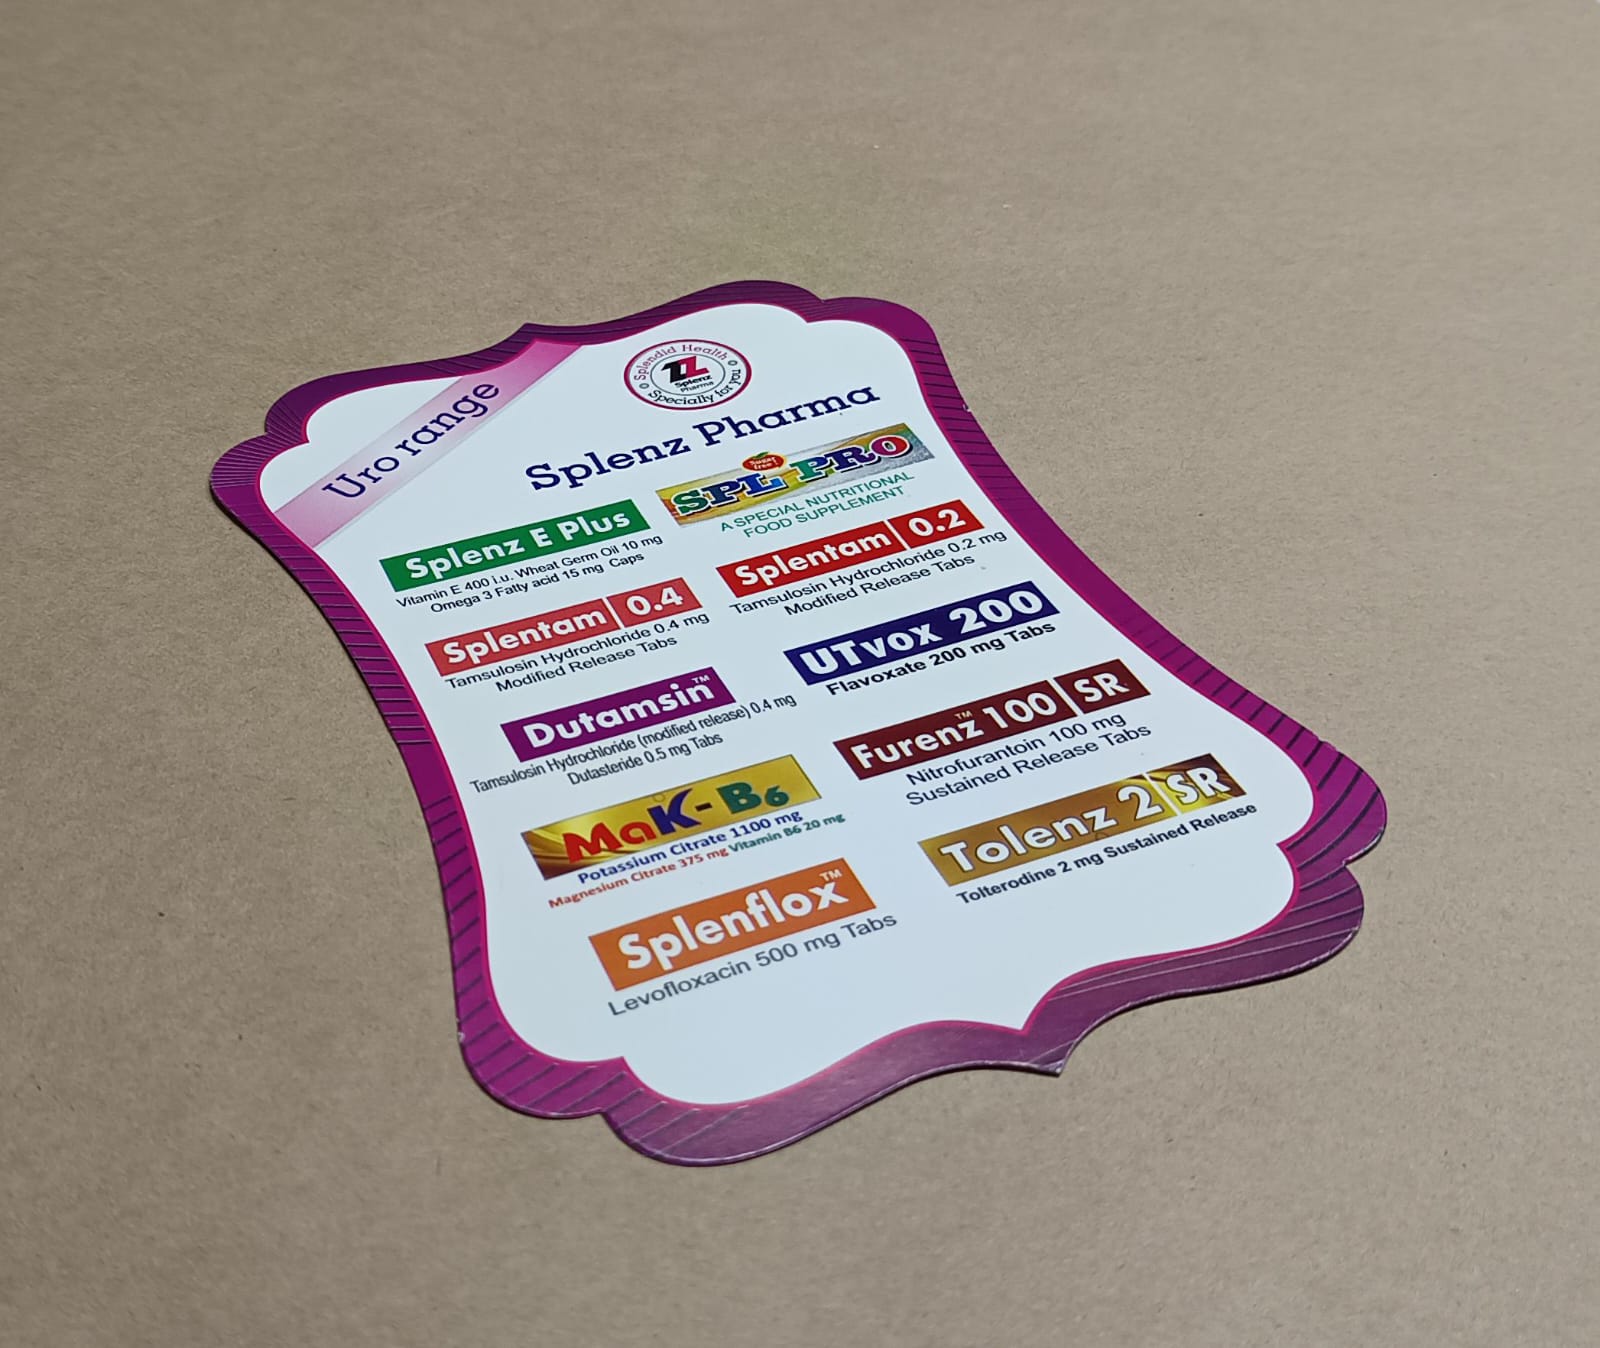 Uro range
Splendid Health
Splenz
Pharma
Specially for you
Splenz Pharma
Splenz E Plus
Vitamin E 400 i.u. Wheat Germ Oil 10 mg
Omega 3 Fatty acid 15 mg Caps
Sugar
free
SPL PRO
A SPECIAL NUTRITIONAL
FOOD SUPPLEMENT
Splentam 0.4
Tamsulosin Hydrochloride 0.4 mg
Modified Release Tabs
Splentam 0.2
Tamsulosin Hydrochloride 0.2 mg
Modified Release Tabs
Dutamsin™
Tamsulosin Hydrochloride (modified release) 0.4 mg
Dutasteride 0.5 mg Tabs
UTvox 200
Flavoxate 200 mg Tabs
MaK-B6
Potassium Citrate 1100 mg
Magnesium Citrate 375 mg Vitamin B6 20 mg
Furenz™ 100 SR
Nitrofurantoin 100 mg
Sustained Release Tabs
Splenflox™
Levofloxacin 500 mg Tabs
Tolenz 2 SR
Tolterodine 2 mg Sustained Release